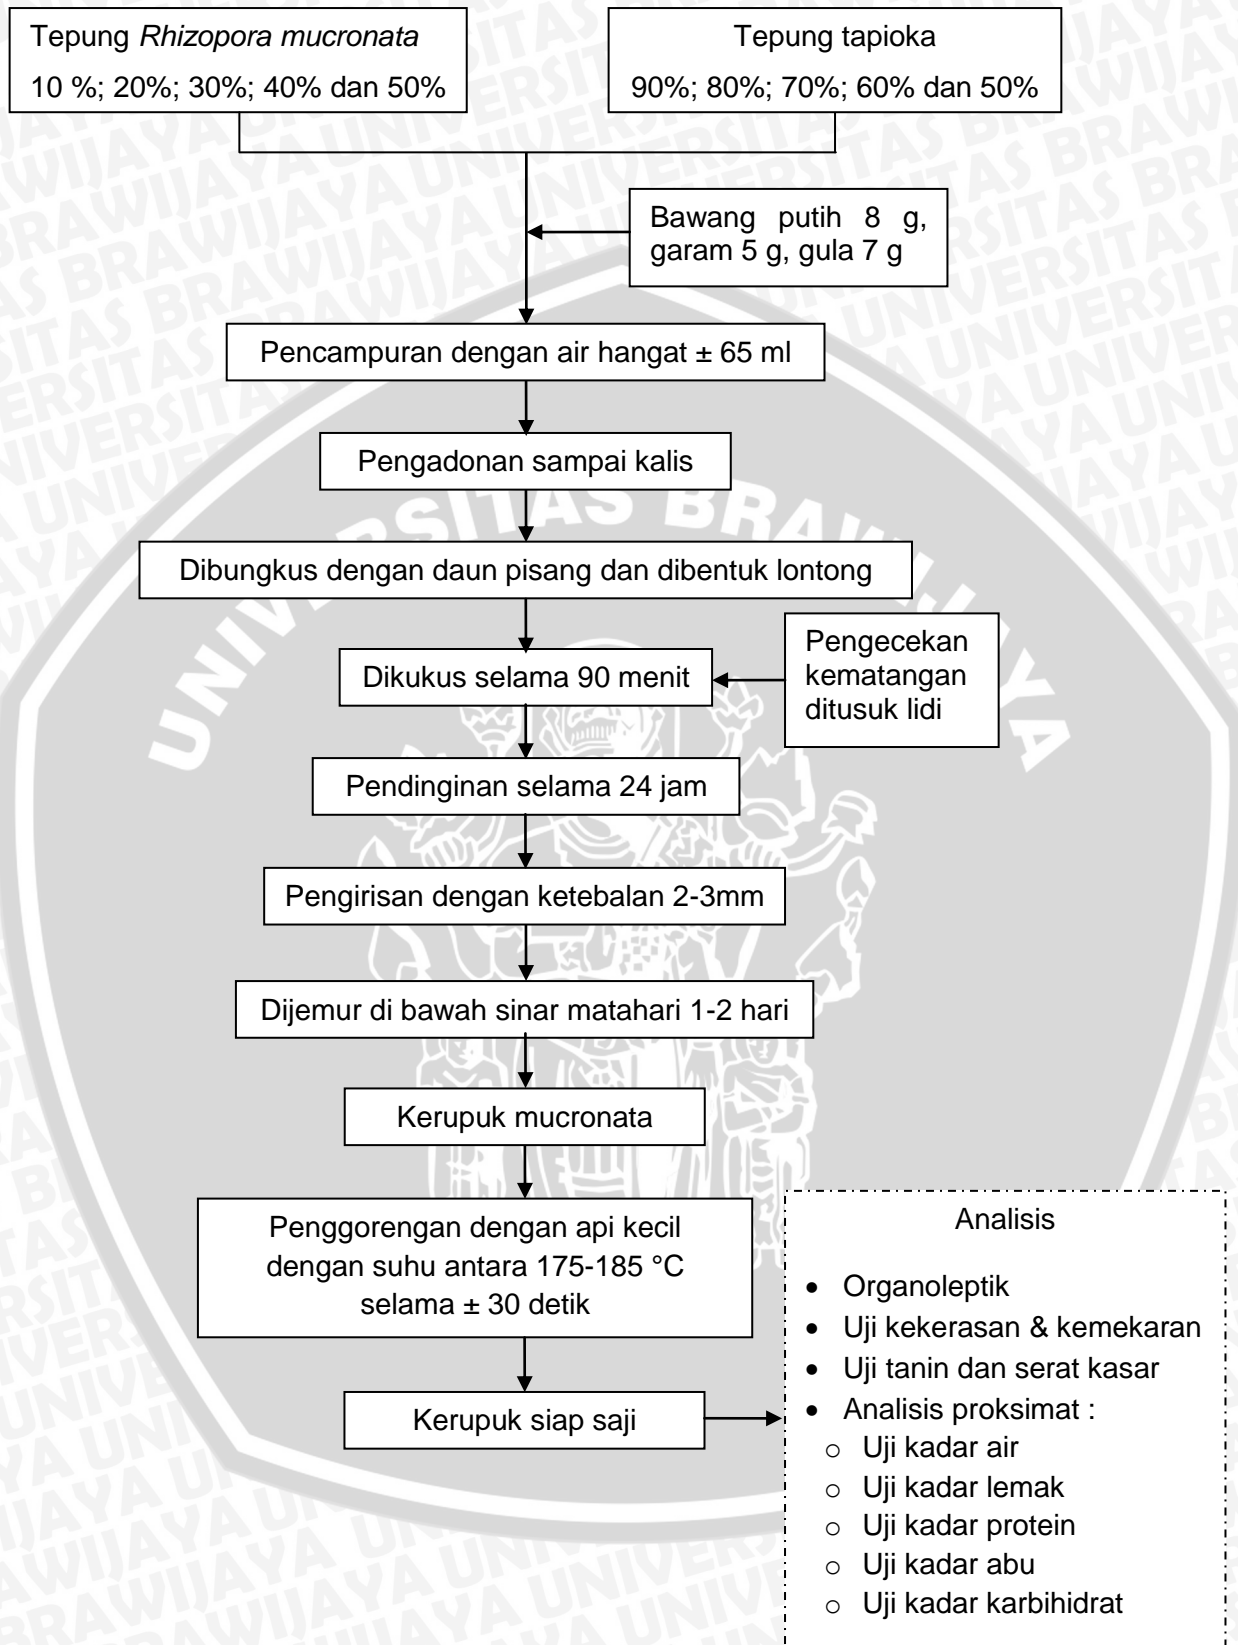 Tepung Rhizopora mucronata
10 %; 20%; 30%; 40% dan 50%
Tepung tapioka
90%; 80%; 70%; 60% dan 50%
Bawang putih 8 g,
garam 5 g, gula 7 g
Pencampuran dengan air hangat ± 65 ml
Pengadonan sampai kalis
Dibungkus dengan daun pisang dan dibentuk lontong
Dikukus selama 90 menit
Pengecekan
kematangan
ditusuk lidi
Pendinginan selama 24 jam
Pengirisan dengan ketebalan 2-3mm
Dijemur di bawah sinar matahari 1-2 hari
Kerupuk mucronata
Penggorengan dengan api kecil
dengan suhu antara 175-185 °C
selama ± 30 detik
Kerupuk siap saji
Analisis
• Organoleptik
• Uji kekerasan & kemekaran
• Uji tanin dan serat kasar
• Analisis proksimat :
o Uji kadar air
o Uji kadar lemak
o Uji kadar protein
o Uji kadar abu
o Uji kadar karbihidrat
UNIVERSITAS BRAWIJAYA